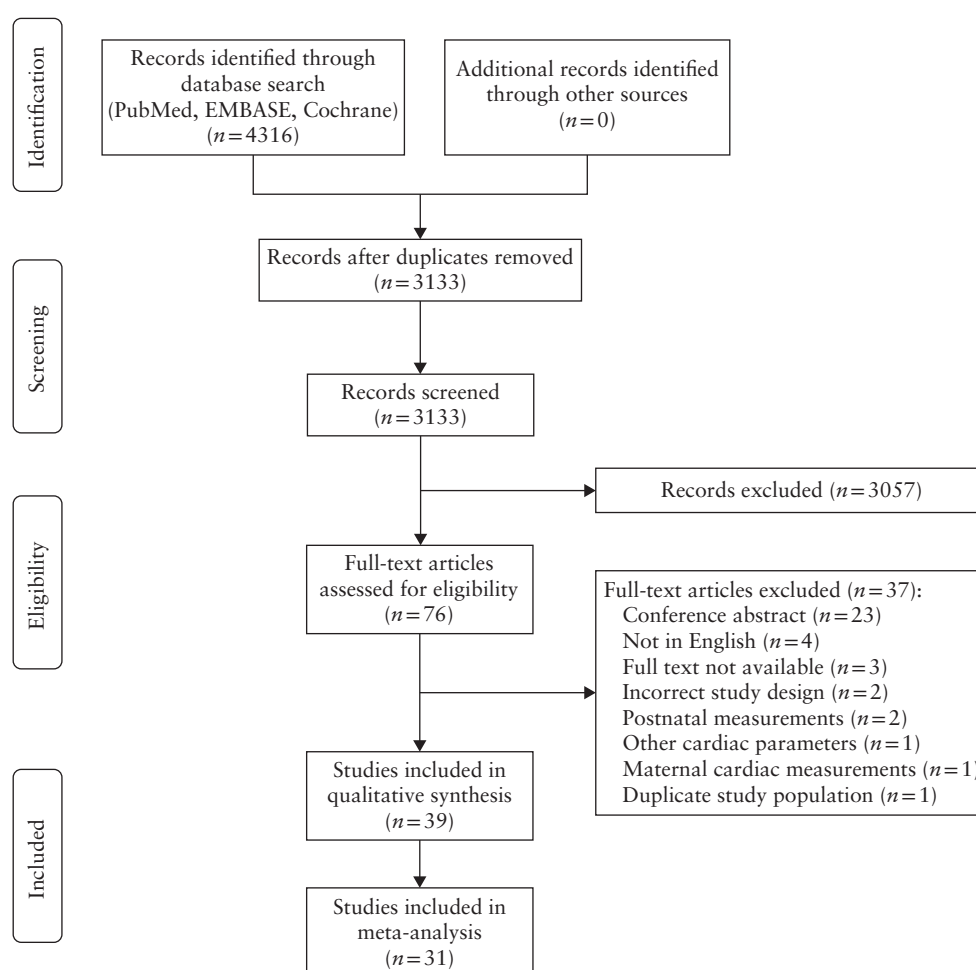 Identification
Records identified through
database search
(PubMed, EMBASE, Cochrane)
(n=4316)
Additional records identified
through other sources
(n=0)
Screening
Records after duplicates removed
(n=3133)
Records screened
(n=3133)
Records excluded (n=3057)
Eligibility
Full-text articles
assessed for eligibility
(n=76)
Full-text articles excluded (n=37):
Conference abstract (n=23)
Not in English (n=4)
Full text not available (n=3)
Incorrect study design (n=2)
Postnatal measurements (n=2)
Other cardiac parameters (n=1)
Maternal cardiac measurements (n=1)
Duplicate study population (n=1)
Included
Studies included in
qualitative synthesis
(n=39)
Studies included in
meta-analysis
(n=31)